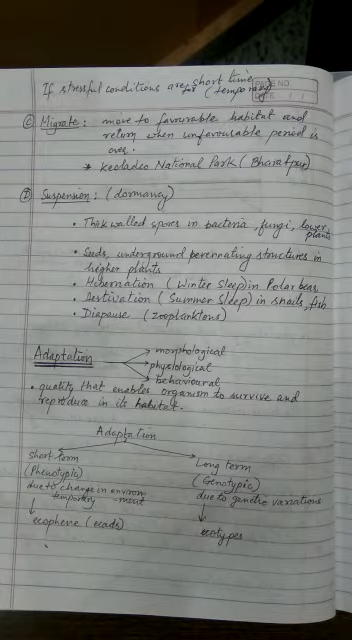 If stressful conditions are for short time
(temporary)
PAGE NO
DATE / /
(C) Migrate: move to favourable habitat and
return when unfavourable period is
over.
* Keoladeo National Park (Bharatpur)
(D) Suspension: (dormancy)
• Thick walled spores in bacteria, fungi, lower
plants
• Seeds, underground perennating structures in
higher plants
• Hibernation (Winter Sleep) in Polar bear
• Aestivation (Summer Sleep) in snails, fish
• Diapause (zooplanktons)
Adaptation → morphological
→ physiological
→ behavioural
• quality that enables organism to survive and
reproduce in its habitat.
Adaptation
short term
(Phenotypic)
due to change in environ
temporary -ment
↓
ecophene (ecads)
Long term
(Genotypic)
due to genetic variations
↓
ecotypes